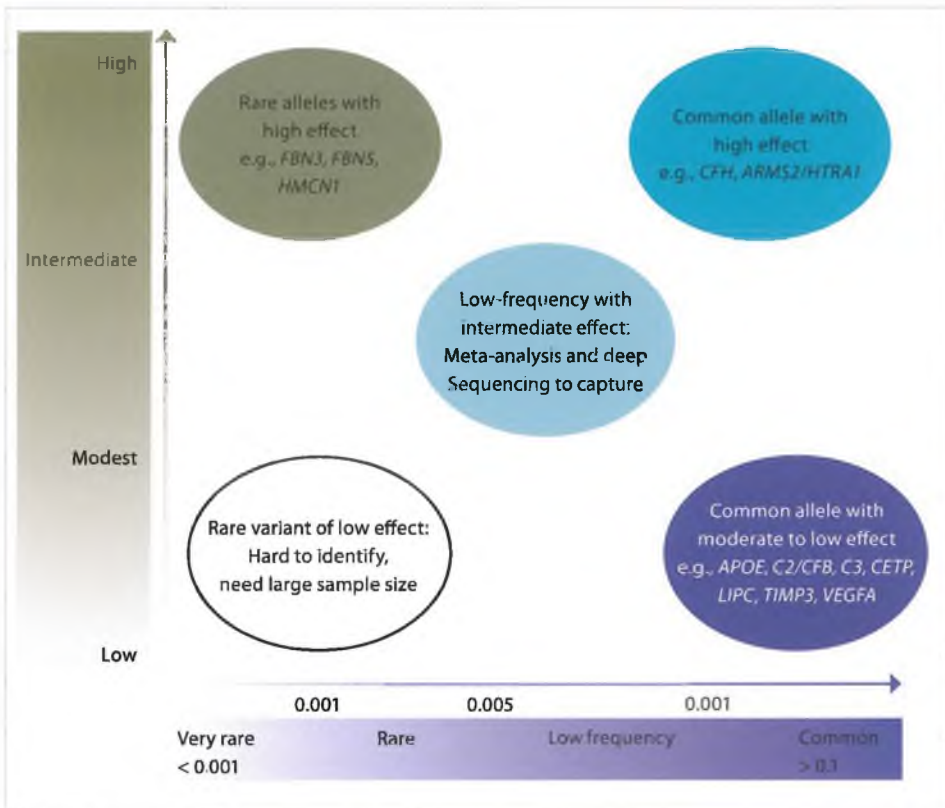 High
Intermediate
Modest
Low
Rare alleles with
high effect
e.g., FBN3, FBN5,
HMCN1
Common allele with
high effect
e.g., CFH, ARMS2/HTRA1
Low-frequency with
intermediate effect:
Meta-analysis and deep
Sequencing to capture
Rare variant of low effect:
Hard to identify,
need large sample size
Common allele with
moderate to low effect
e.g., APOE, C2/CFB, C3, CETP,
LIPC, TIMP3, VEGFA
0.001 0.005 0.001
Very rare Rare Low frequency Common
< 0.001 > 0.1